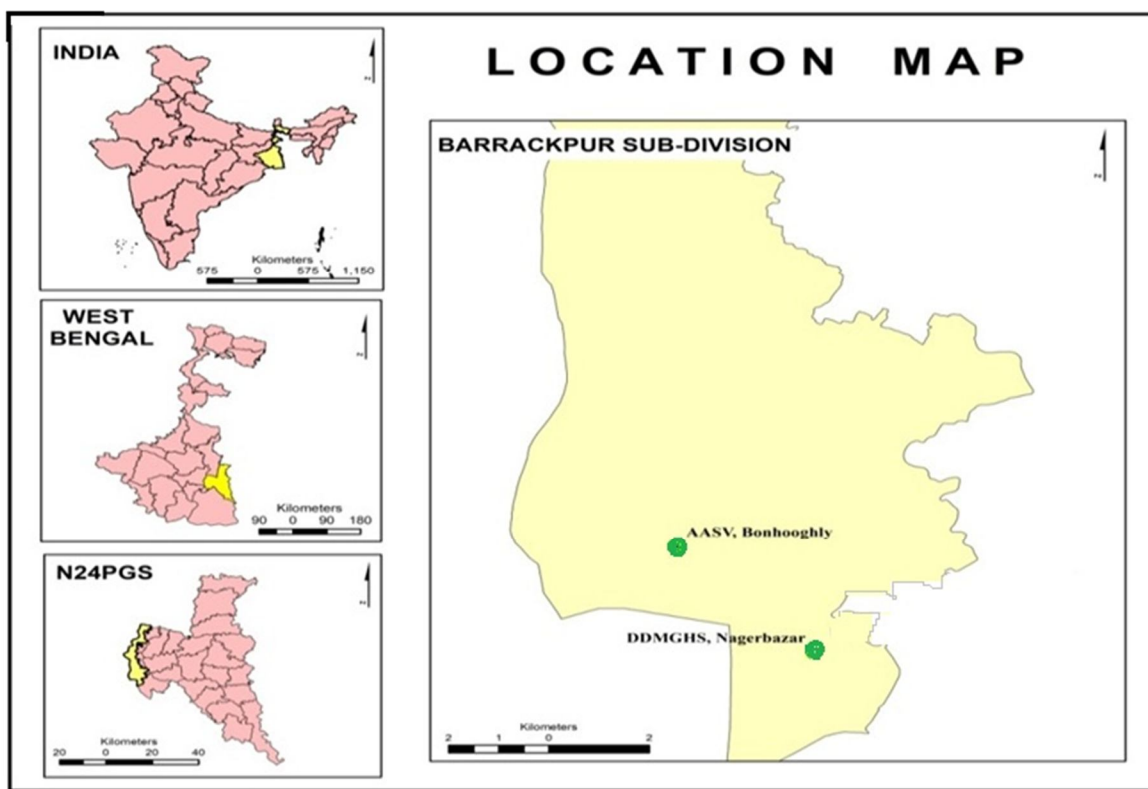 LOCATION MAP
INDIA
N
Kilometers
575 0 575 1,150
WEST
BENGAL
N
Kilometers
90 0 90 180
N24PGS
N
Kilometers
20 0 20 40
BARRACKPUR SUB-DIVISION
N
AASV, Bonhooghly
DDMGHS, Nagerbazar
Kilometers
2 1 0 2